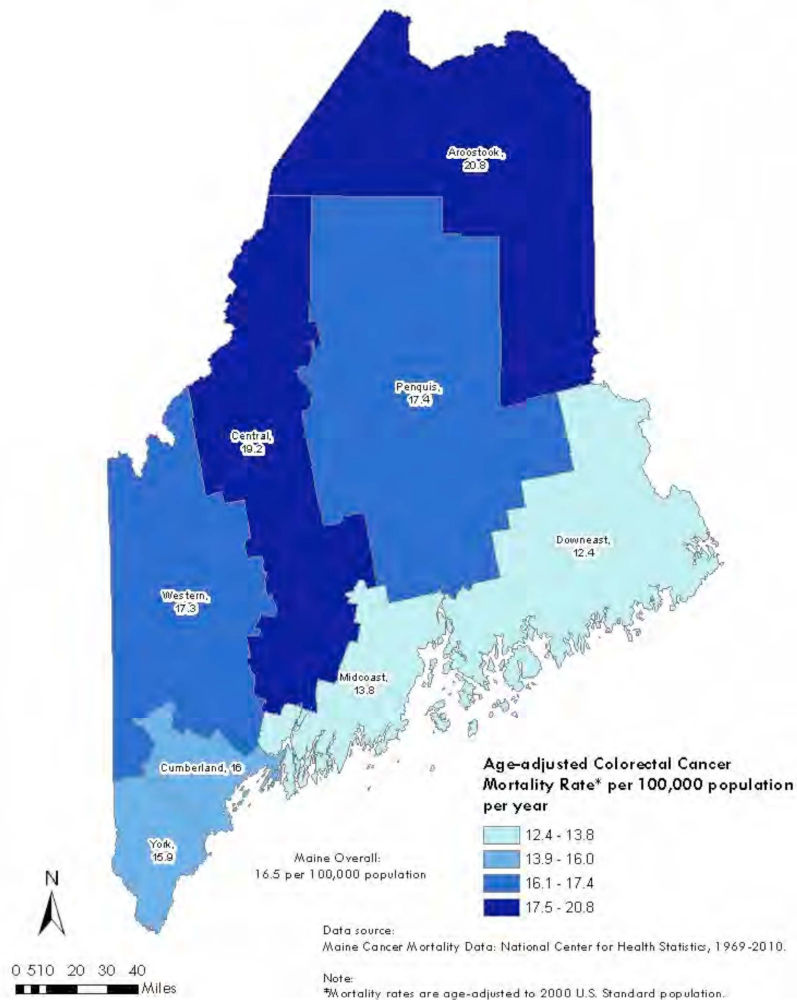 Aroostook,
20.8
Penquis,
17.4
Central,
19.2
Downeast,
12.4
Western,
17.3
Midcoast,
13.8
Cumberland, 16
York,
15.9
Age-adjusted Colorectal Cancer
Mortality Rate* per 100,000 population
per year
12.4 - 13.8
13.9 - 16.0
16.1 - 17.4
17.5 - 20.8
Maine Overall:
16.5 per 100,000 population
N
0 510 20 30 40
Miles
Data source:
Maine Cancer Mortality Data: National Center for Health Statistics, 1969-2010.
Note:
*Mortality rates are age-adjusted to 2000 U.S. Standard population.